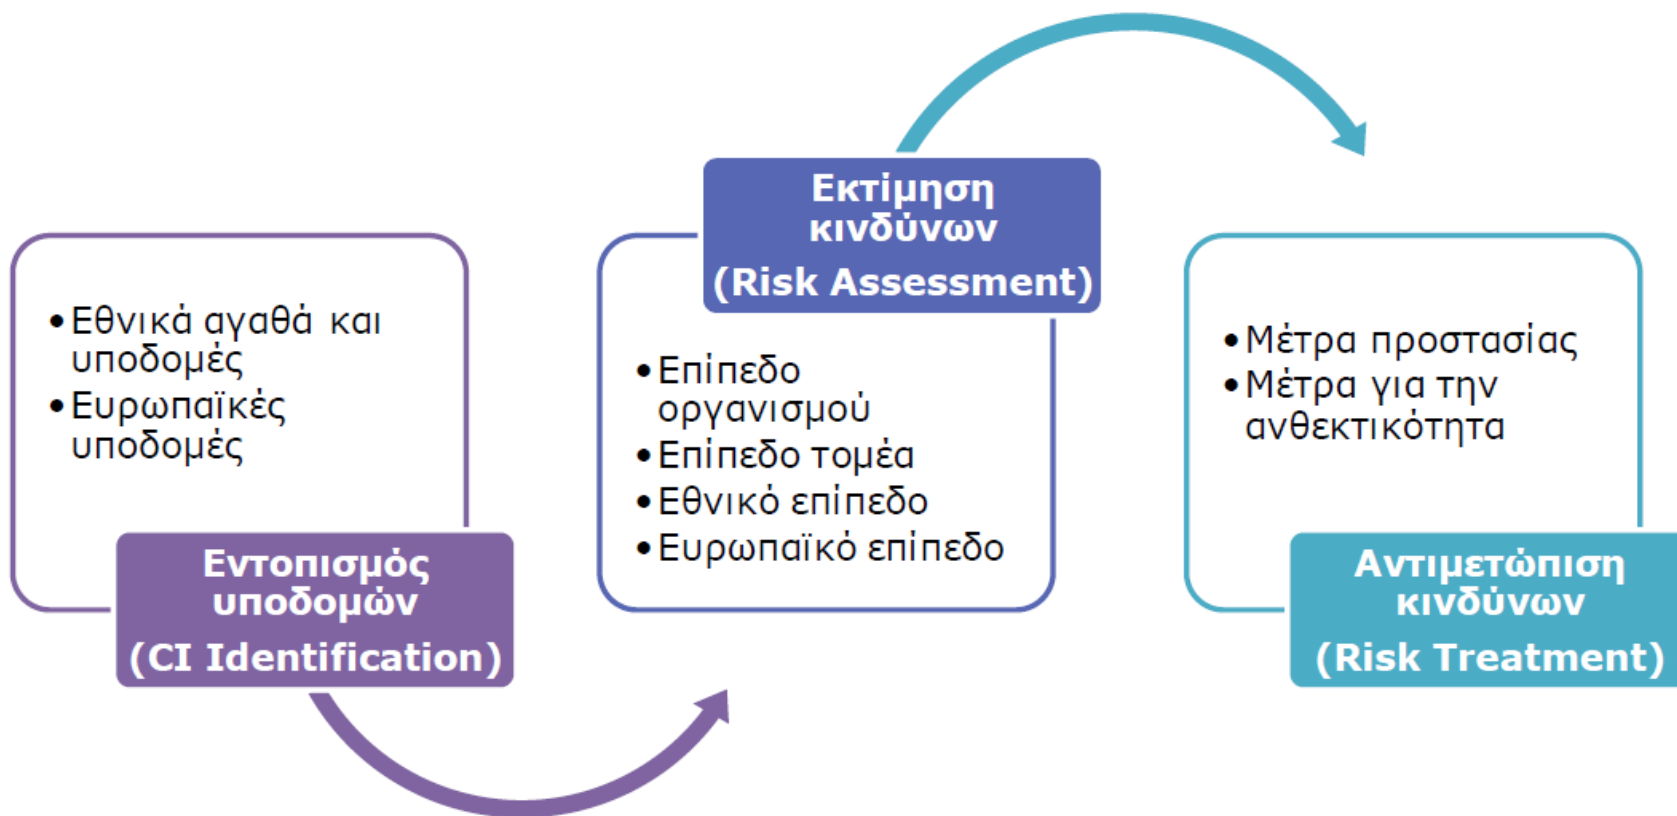 • Εθνικά αγαθά και
υποδομές
• Ευρωπαϊκές
υποδομές
Εντοπισμός
υποδομών
(CI Identification)
Εκτίμηση
κινδύνων
(Risk Assessment)
• Επίπεδο
οργανισμού
• Επίπεδο τομέα
• Εθνικό επίπεδο
• Ευρωπαϊκό επίπεδο
• Μέτρα προστασίας
• Μέτρα για την
ανθεκτικότητα
Αντιμετώπιση
κινδύνων
(Risk Treatment)